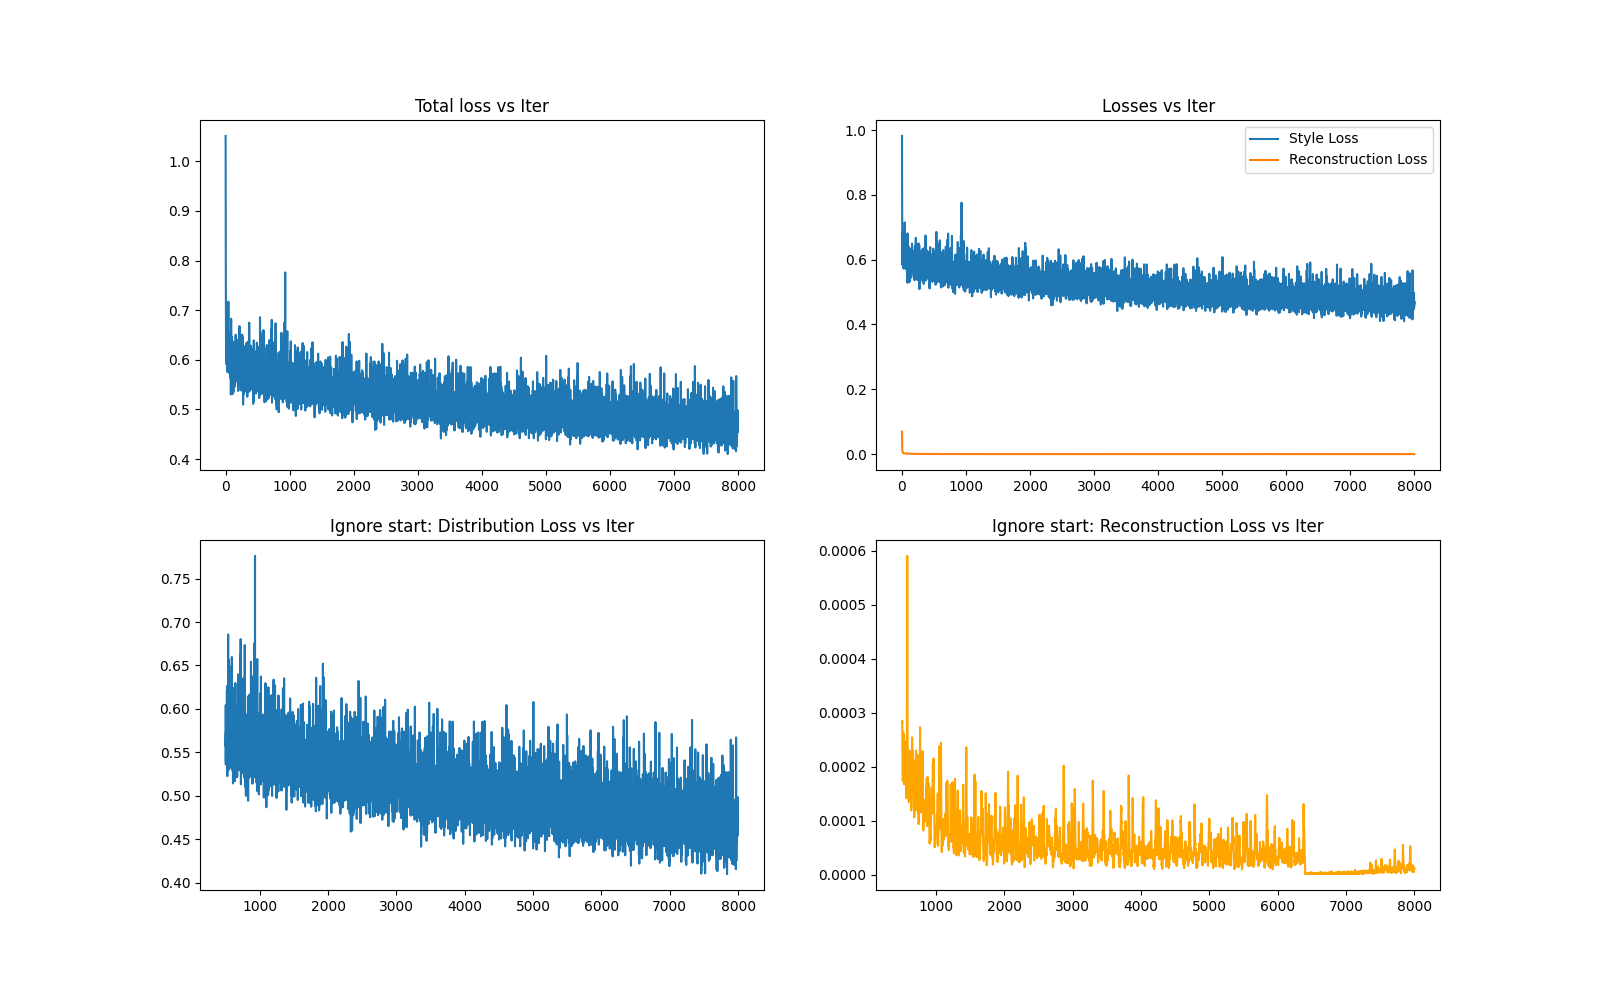 Total loss vs Iter
1.0
0.9
0.8
0.7
0.6
0.5
0.4
0 1000 2000 3000 4000 5000 6000 7000 8000
Losses vs Iter
Style Loss
Reconstruction Loss
1.0
0.8
0.6
0.4
0.2
0.0
0 1000 2000 3000 4000 5000 6000 7000 8000
Ignore start: Distribution Loss vs Iter
0.75
0.70
0.65
0.60
0.55
0.50
0.45
0.40
1000 2000 3000 4000 5000 6000 7000 8000
Ignore start: Reconstruction Loss vs Iter
0.0006
0.0005
0.0004
0.0003
0.0002
0.0001
0.0000
1000 2000 3000 4000 5000 6000 7000 8000